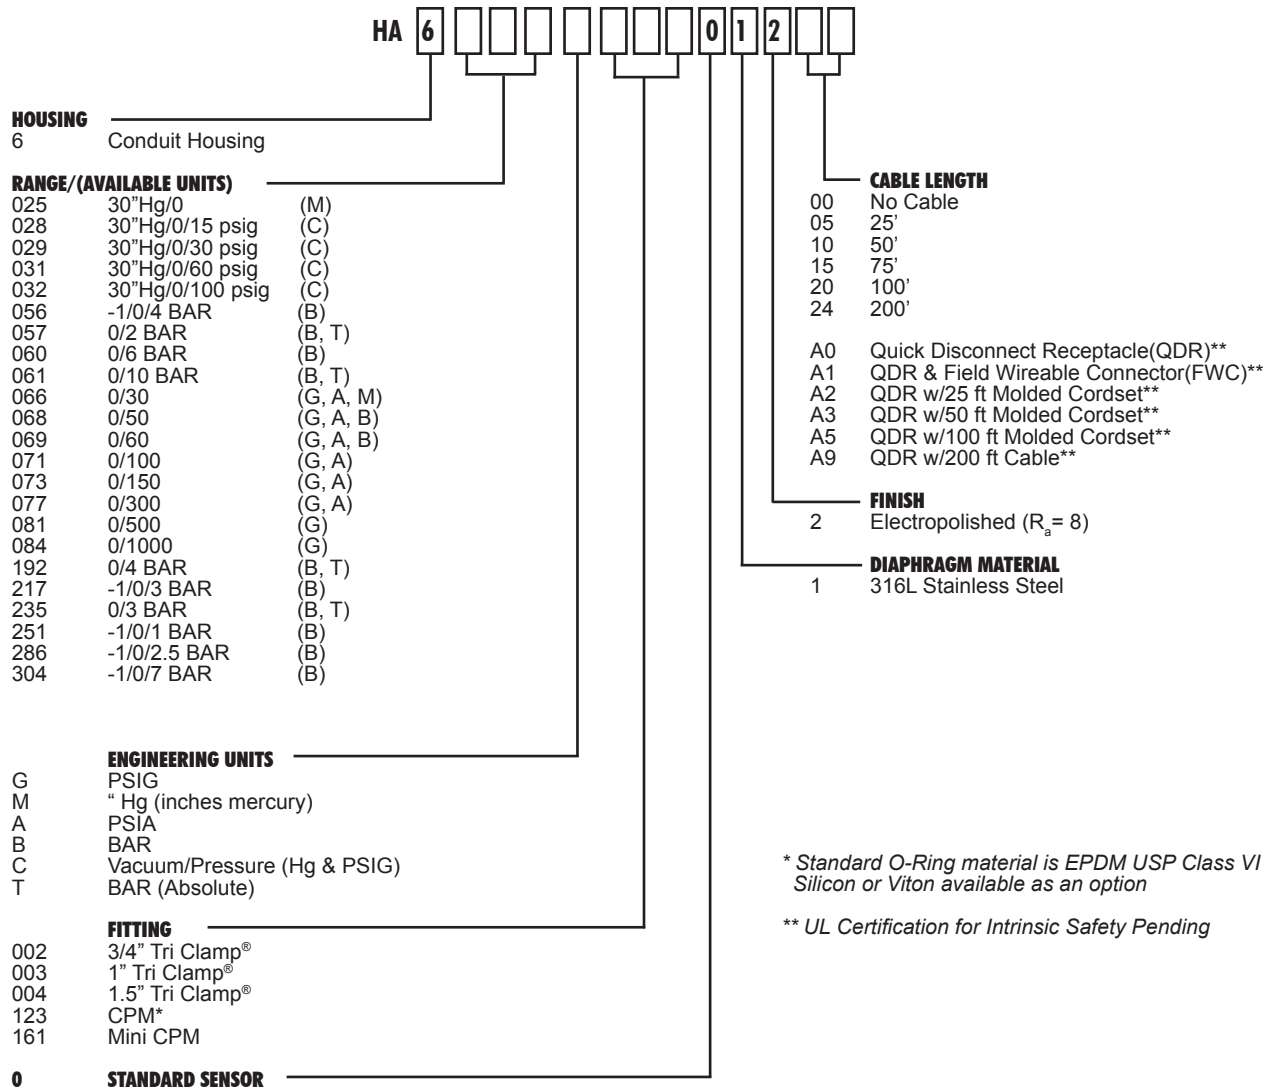 HA 6 0 1 2
HOUSING
6 Conduit Housing
RANGE/(AVAILABLE UNITS)
025 30”Hg/0 (M)
028 30”Hg/0/15 psig (C)
029 30”Hg/0/30 psig (C)
031 30”Hg/0/60 psig (C)
032 30”Hg/0/100 psig (C)
056 -1/0/4 BAR (B)
057 0/2 BAR (B, T)
060 0/6 BAR (B)
061 0/10 BAR (B, T)
066 0/30 (G, A, M)
068 0/50 (G, A, B)
069 0/60 (G, A, B)
071 0/100 (G, A)
073 0/150 (G, A)
077 0/300 (G, A)
081 0/500 (G)
084 0/1000 (G)
192 0/4 BAR (B, T)
217 -1/0/3 BAR (B)
235 0/3 BAR (B, T)
251 -1/0/1 BAR (B)
286 -1/0/2.5 BAR (B)
304 -1/0/7 BAR (B)
ENGINEERING UNITS
G PSIG
M “ Hg (inches mercury)
A PSIA
B BAR
C Vacuum/Pressure (Hg & PSIG)
T BAR (Absolute)
FITTING
002 3/4” Tri Clamp®
003 1” Tri Clamp®
004 1.5” Tri Clamp®
123 CPM*
161 Mini CPM
0 STANDARD SENSOR
CABLE LENGTH
00 No Cable
05 25’
10 50’
15 75’
20 100’
24 200’
A0 Quick Disconnect Receptacle(QDR)**
A1 QDR & Field Wireable Connector(FWC)**
A2 QDR w/25 ft Molded Cordset**
A3 QDR w/50 ft Molded Cordset**
A5 QDR w/100 ft Molded Cordset**
A9 QDR w/200 ft Cable**
FINISH
2 Electropolished (Ra= 8)
DIAPHRAGM MATERIAL
1 316L Stainless Steel
* Standard O-Ring material is EPDM USP Class VI
Silicon or Viton available as an option
** UL Certification for Intrinsic Safety Pending